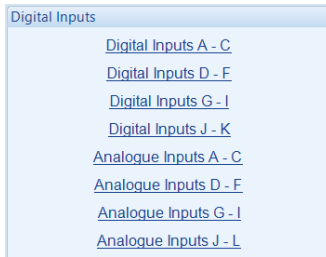 Digital Inputs
Digital Inputs A - C
Digital Inputs D - F
Digital Inputs G - I
Digital Inputs J - K
Analogue Inputs A - C
Analogue Inputs D - F
Analogue Inputs G - I
Analogue Inputs J - L